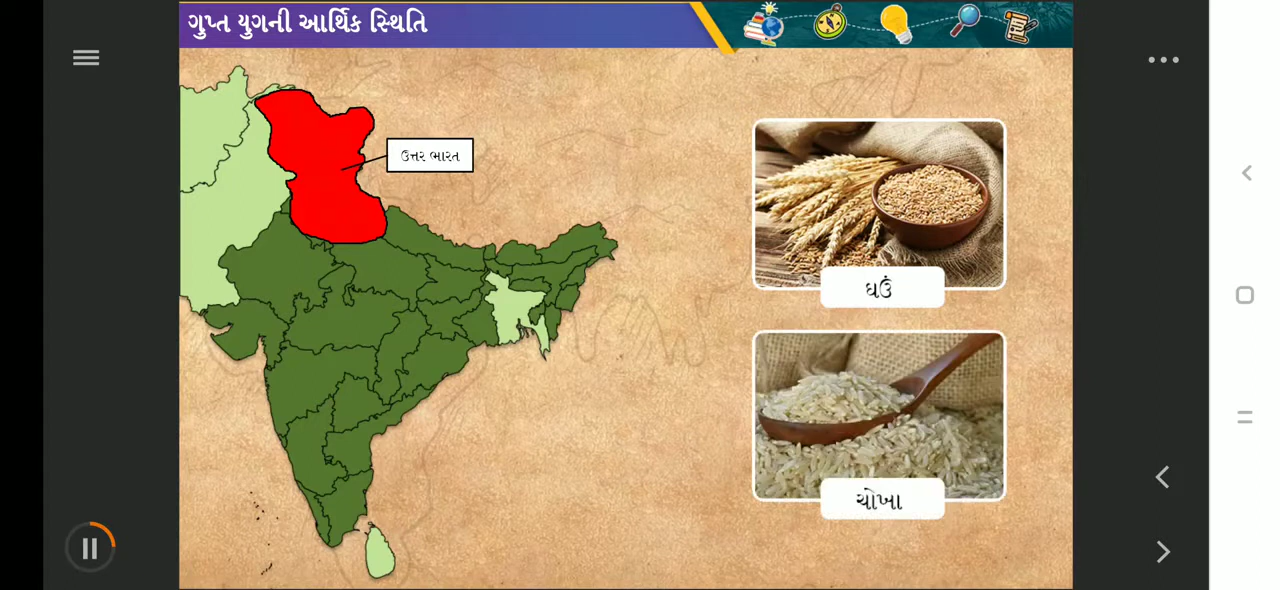 ગુપ્ત યુગની આર્થિક સ્થિતિ
ઉત્તર ભારત
ઘઉં
ચોખા